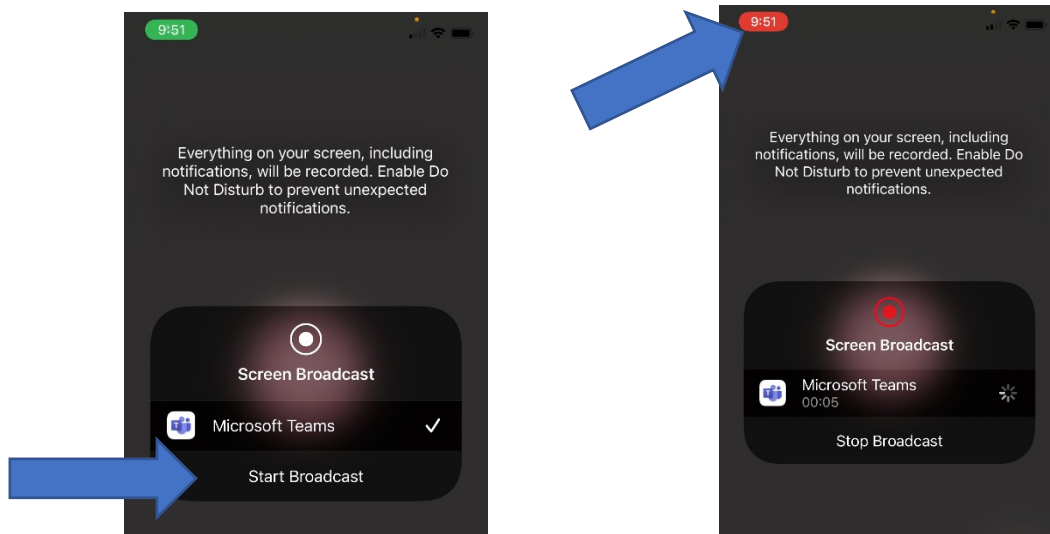 9:51
Everything on your screen, including
notifications, will be recorded. Enable Do
Not Disturb to prevent unexpected
notifications.
Screen Broadcast
Microsoft Teams
Start Broadcast
9:51
Everything on your screen, including
notifications, will be recorded. Enable Do
Not Disturb to prevent unexpected
notifications.
Screen Broadcast
Microsoft Teams
00:05
Stop Broadcast